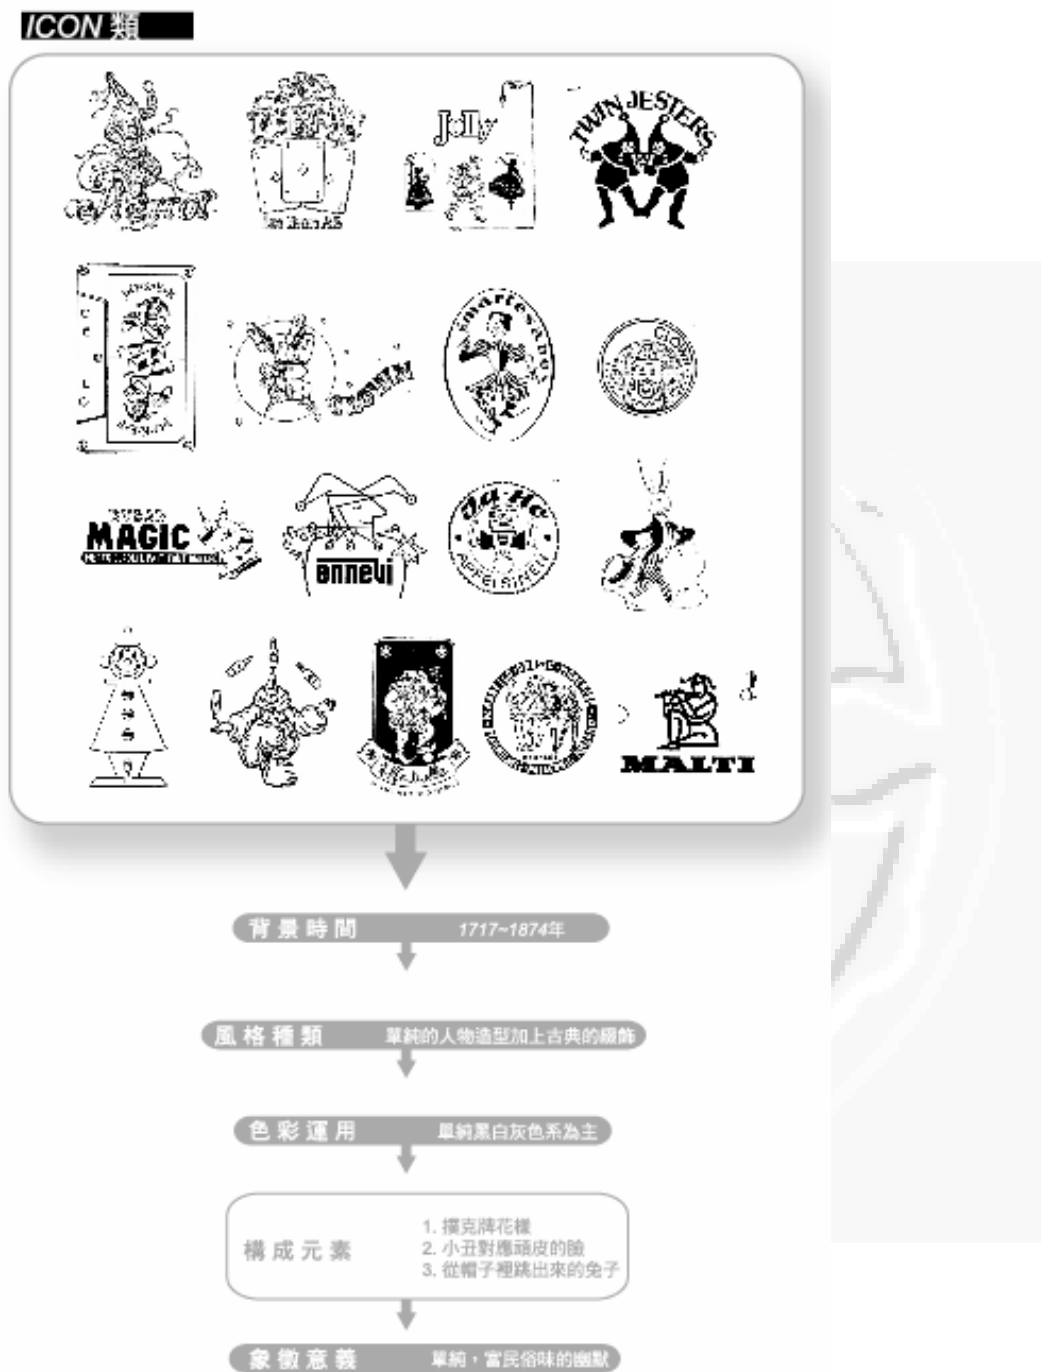 ICON 類
Jolly
TWIN JESTERS
MAGIC
annevi
Ja-Ho
APPELSINEN
MALTI
背景時間 1717~1874年
風格種類 單純的人物造型加上古典的綴飾
色彩運用 單純黑白灰色系為主
構成元素
1. 撲克牌花樣
2. 小丑對應頑皮的臉
3. 從帽子裡跳出來的兔子
象徵意義 單純，富民俗味的幽默